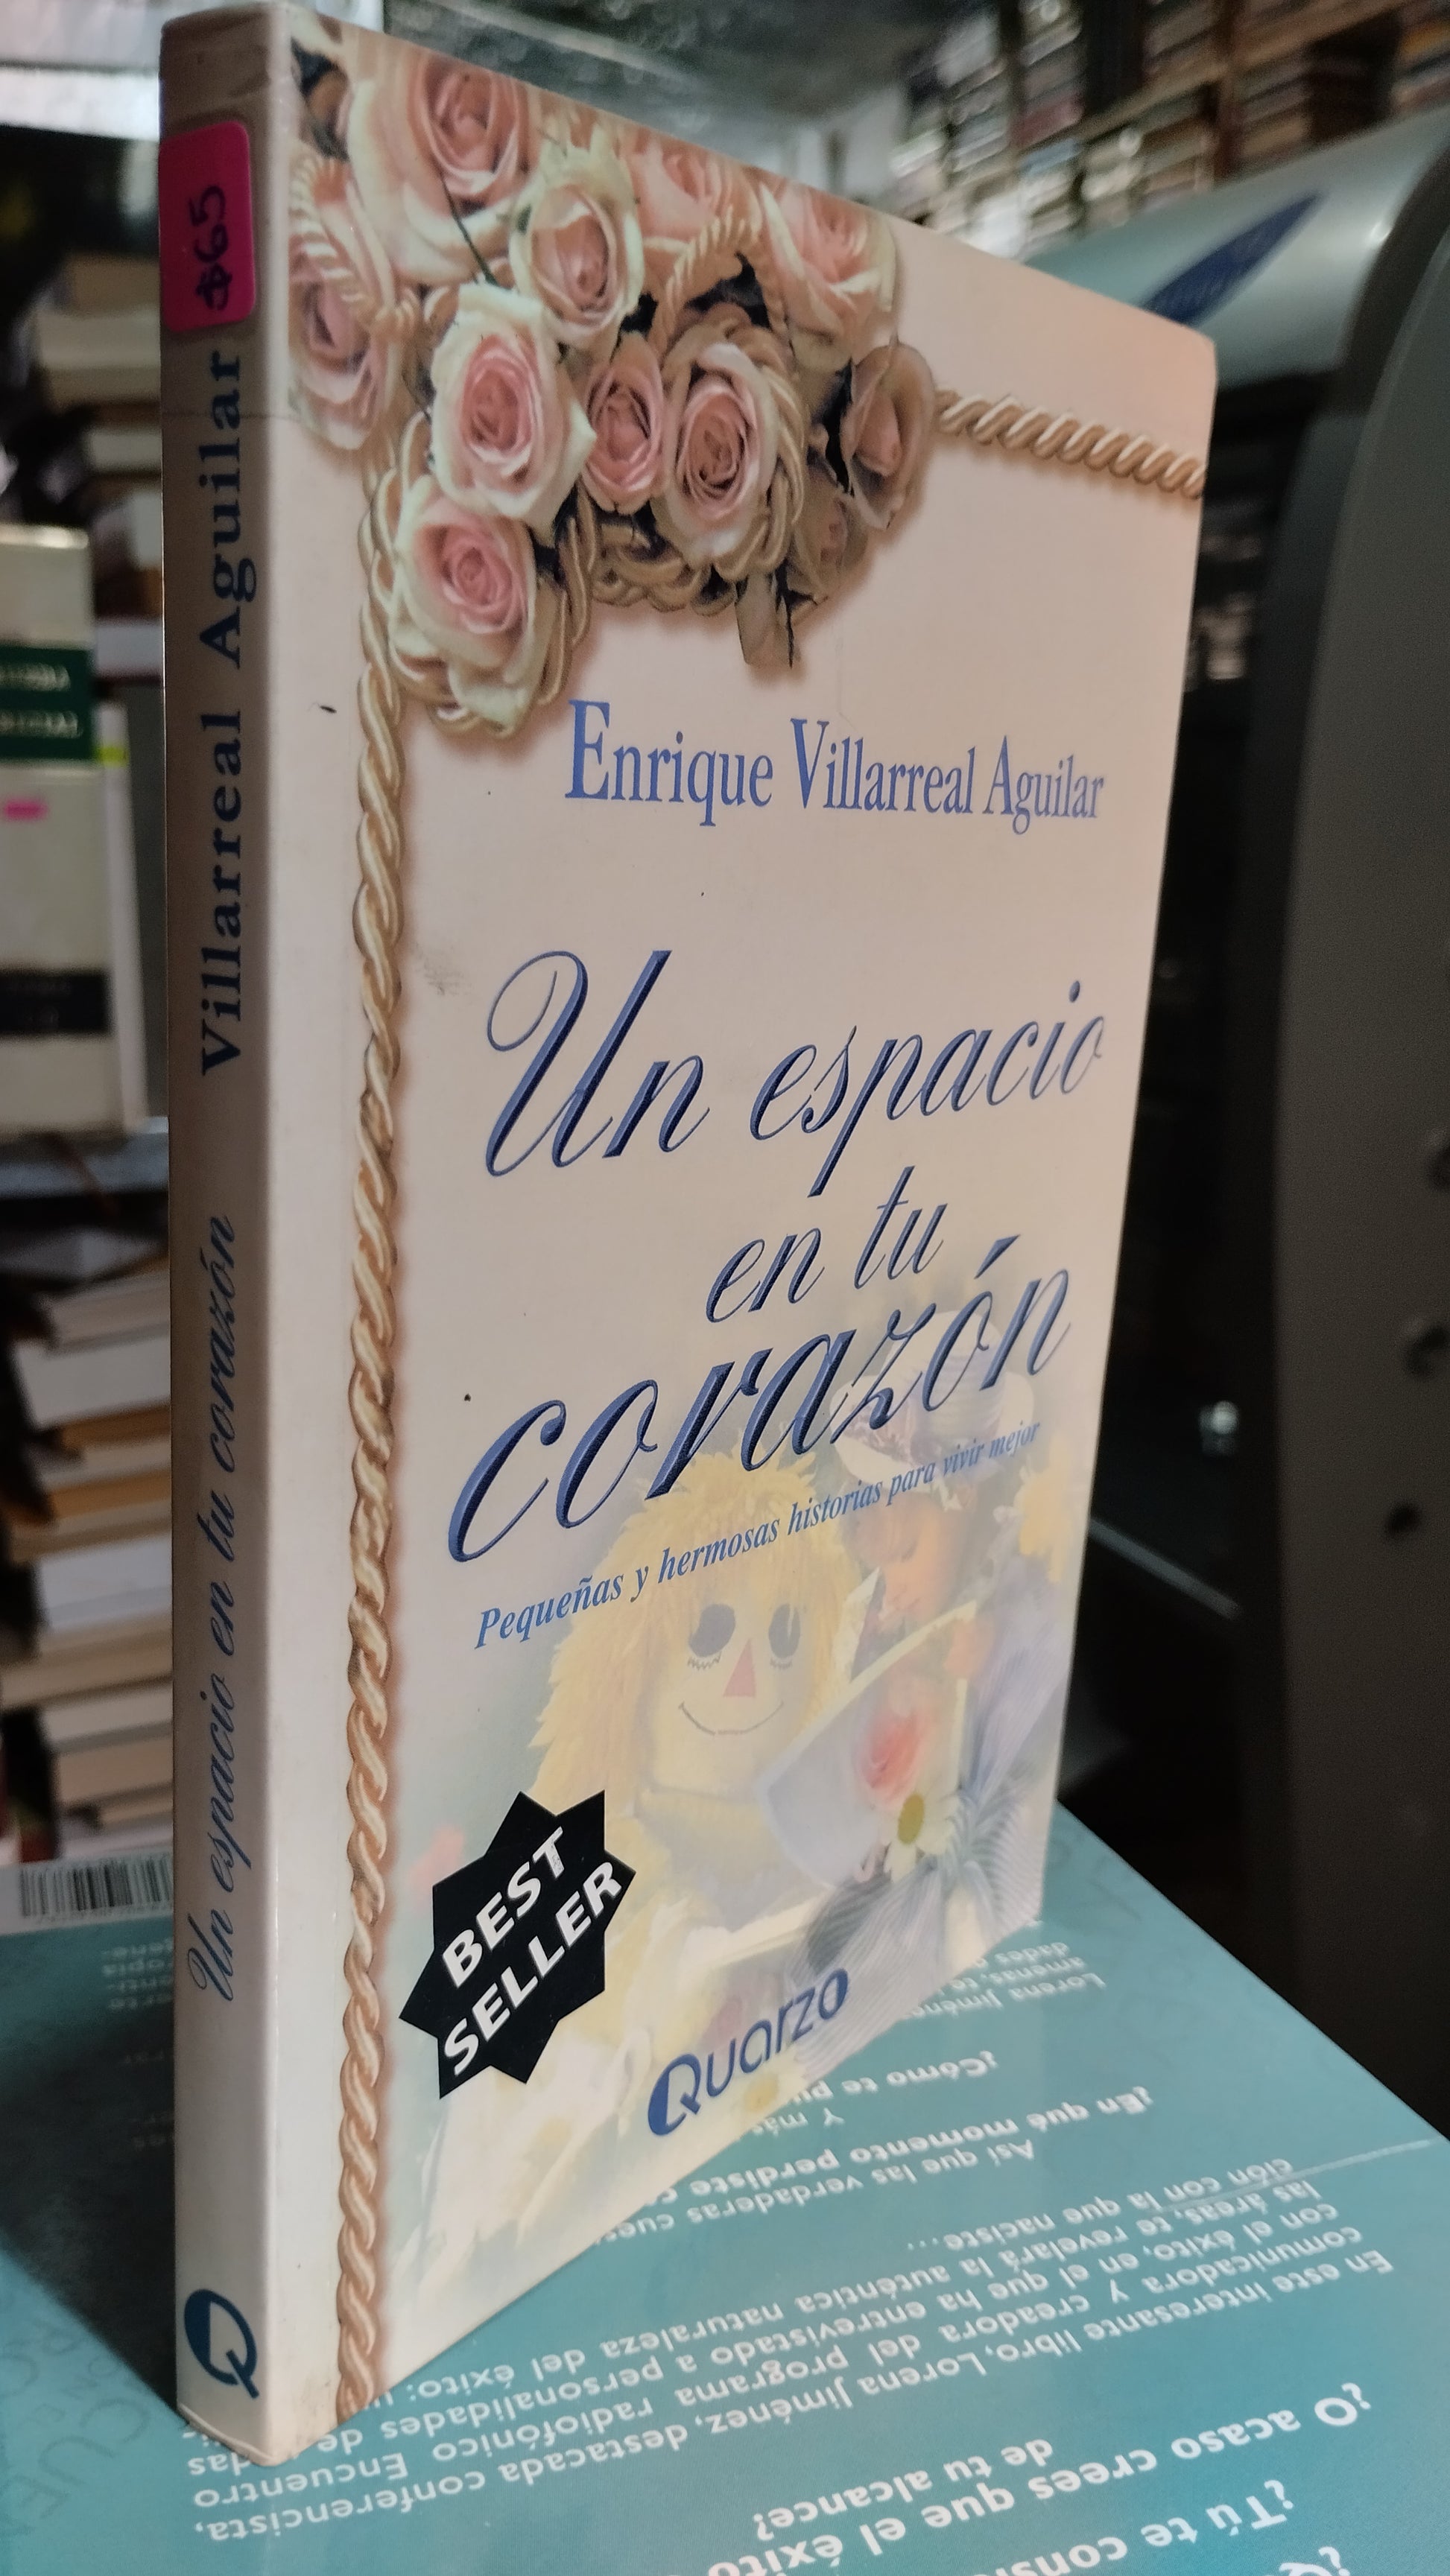 $65
Villarreal Aguilar
Un espacio en tu corazón
Q
Enrique Villarreal Aguilar
Un espacio
en tu
corazón
Pequeñas y hermosas historias para vivir mejor
BEST
SELLER
Quarzo
¿Tú te
¿O acaso crees que el éxito
de tu alcance?
En este interesante libro, Lorena Jiménez, destacada conferencista,
comunicadora y creadora del programa radiofónico Encuentro
con el éxito, en el que ha entrevistado a personalidades de
las áreas, te revelará la auténtica naturaleza del éxito:
ción con la que naciste...
Así que las verdaderas
¿En qué momento perdiste
Y más
¿Cómo te
Lorena